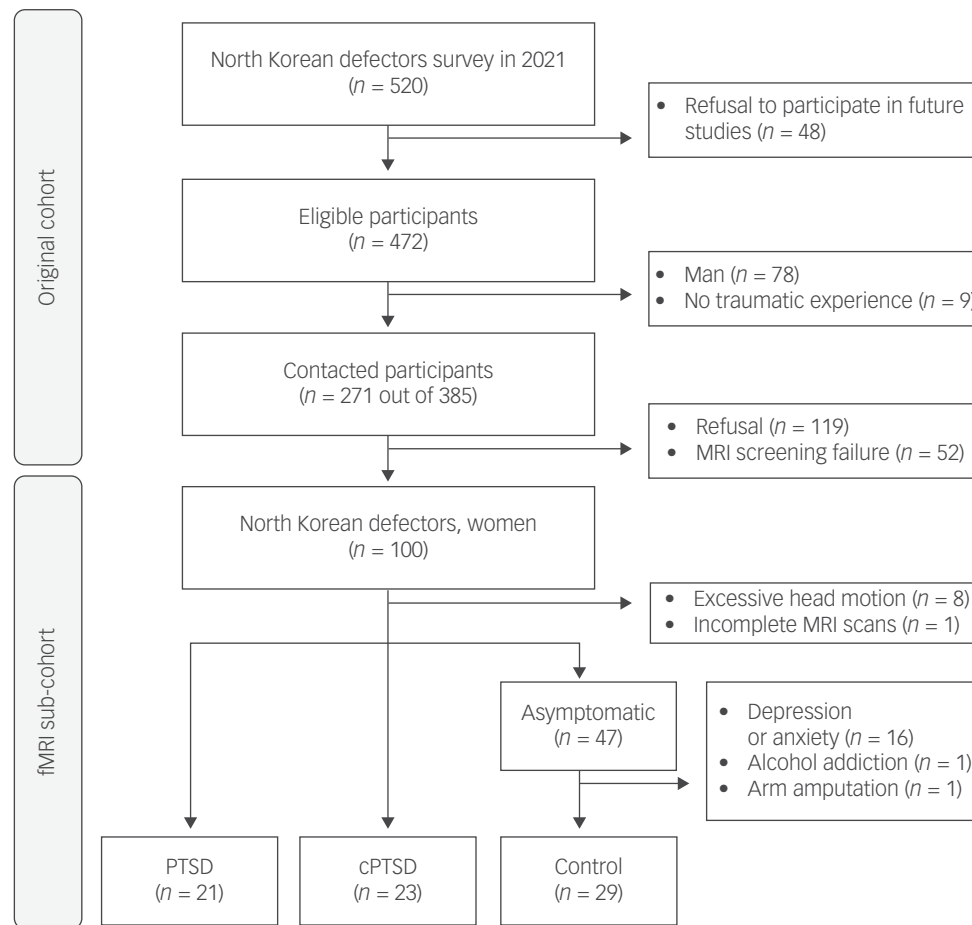 Original cohort
North Korean defectors survey in 2021
(n = 520)
• Refusal to participate in future
studies (n = 48)
Eligible participants
(n = 472)
• Man (n = 78)
• No traumatic experience (n = 9)
Contacted participants
(n = 271 out of 385)
• Refusal (n = 119)
• MRI screening failure (n = 52)
fMRI sub-cohort
North Korean defectors, women
(n = 100)
• Excessive head motion (n = 8)
• Incomplete MRI scans (n = 1)
Asymptomatic
(n = 47)
• Depression
or anxiety (n = 16)
• Alcohol addiction (n = 1)
• Arm amputation (n = 1)
PTSD
(n = 21)
cPTSD
(n = 23)
Control
(n = 29)